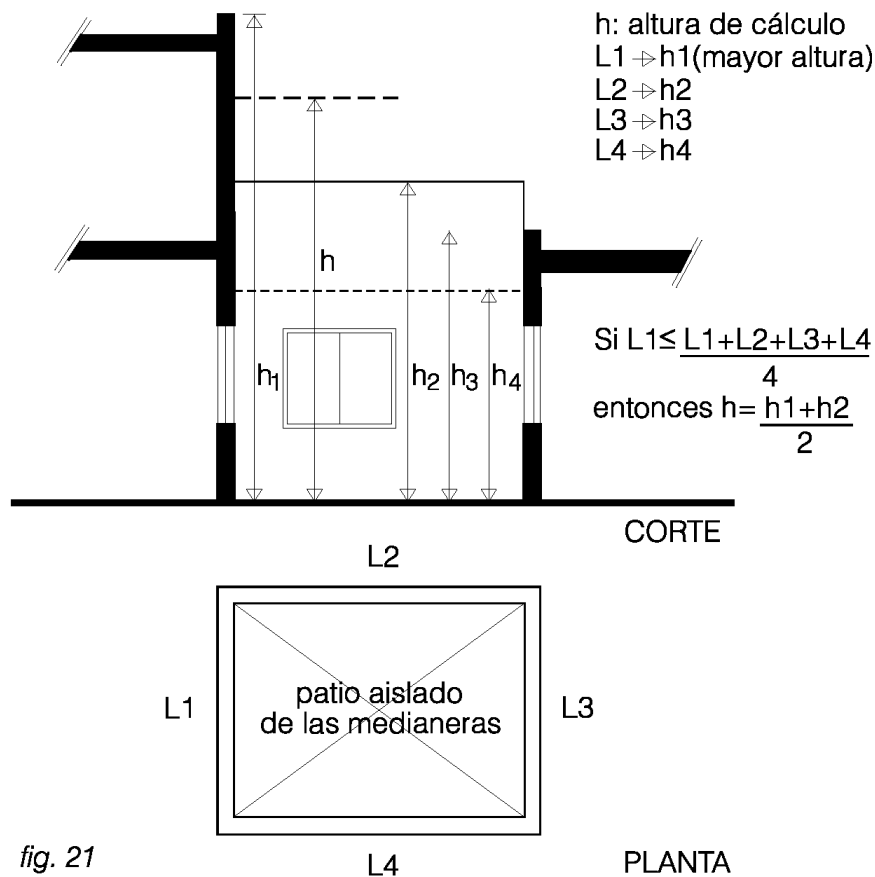 h: altura de cálculo
L1 → h1(mayor altura)
L2 → h2
L3 → h3
L4 → h4
h
h1
h2
h3
h4
Si L1 ≤ L1+L2+L3+L4
4
entonces h= h1+h2
2
CORTE
L2
L1
patio aislado
de las medianeras
L3
fig. 21
L4
PLANTA